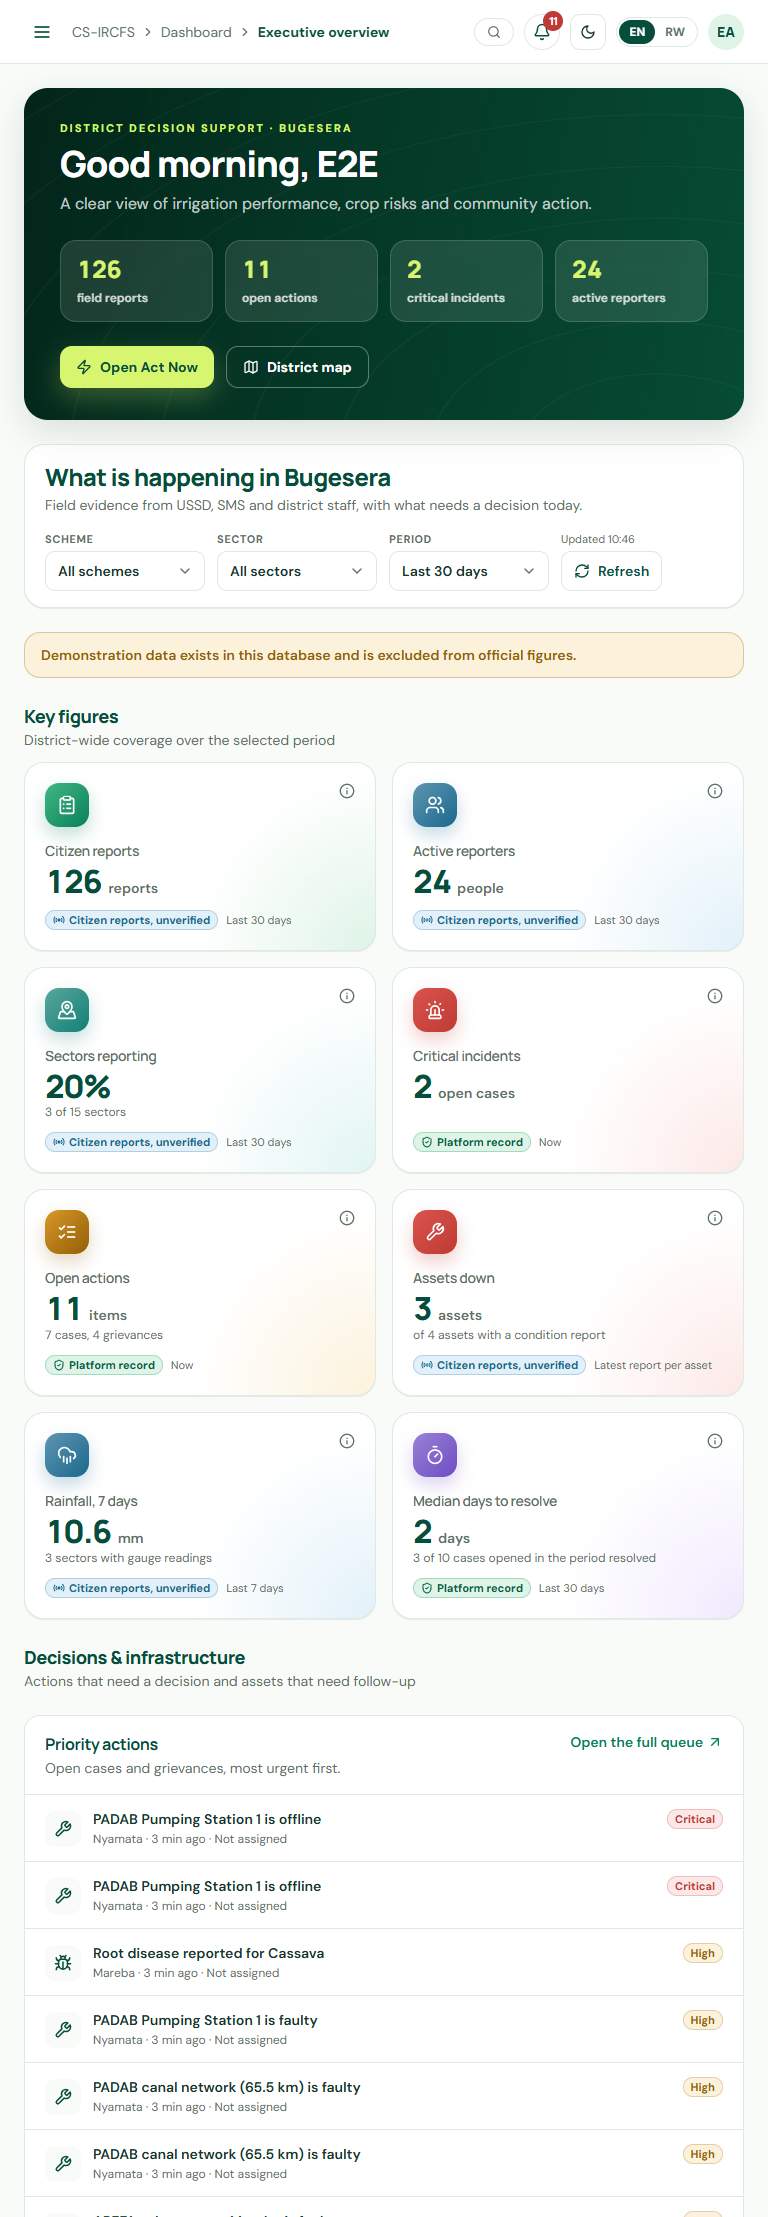 CS-IRCFS > Dashboard > Executive overview
11
EN RW
EA
DISTRICT DECISION SUPPORT · BUGESERA
Good morning, E2E
A clear view of irrigation performance, crop risks and community action.
126
field reports
11
open actions
2
critical incidents
24
active reporters
Open Act Now
District map
What is happening in Bugesera
Field evidence from USSD, SMS and district staff, with what needs a decision today.
SCHEME
All schemes
SECTOR
All sectors
PERIOD
Last 30 days
Updated 10:46
Refresh
Demonstration data exists in this database and is excluded from official figures.
Key figures
District-wide coverage over the selected period
Citizen reports
126 reports
Citizen reports, unverified Last 30 days
Active reporters
24 people
Citizen reports, unverified Last 30 days
Sectors reporting
20%
3 of 15 sectors
Citizen reports, unverified Last 30 days
Critical incidents
2 open cases
Platform record Now
Open actions
11 items
7 cases, 4 grievances
Platform record Now
Assets down
3 assets
of 4 assets with a condition report
Citizen reports, unverified Latest report per asset
Rainfall, 7 days
10.6 mm
3 sectors with gauge readings
Citizen reports, unverified Last 7 days
Median days to resolve
2 days
3 of 10 cases opened in the period resolved
Platform record Last 30 days
Decisions & infrastructure
Actions that need a decision and assets that need follow-up
Priority actions
Open the full queue
Open cases and grievances, most urgent first.
PADAB Pumping Station 1 is offline
Critical
Nyamata · 3 min ago · Not assigned
PADAB Pumping Station 1 is offline
Critical
Nyamata · 3 min ago · Not assigned
Root disease reported for Cassava
High
Mareba · 3 min ago · Not assigned
PADAB Pumping Station 1 is faulty
High
Nyamata · 3 min ago · Not assigned
PADAB canal network (65.5 km) is faulty
High
Nyamata · 3 min ago · Not assigned
PADAB canal network (65.5 km) is faulty
High
Nyamata · 3 min ago · Not assigned